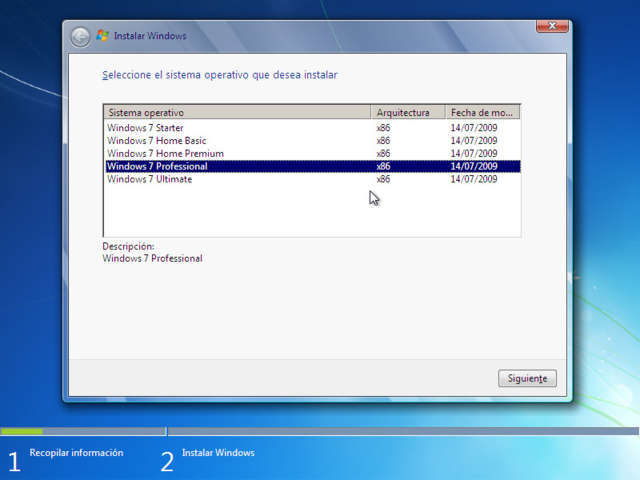 Instalar Windows
Seleccione el sistema operativo que desea instalar
Sistema operativo Arquitectura Fecha de mo...
Windows 7 Starter x86 14/07/2009
Windows 7 Home Basic x86 14/07/2009
Windows 7 Home Premium x86 14/07/2009
Windows 7 Professional x86 14/07/2009
Windows 7 Ultimate x86 14/07/2009
Descripción:
Windows 7 Professional
Siguiente
1 Recopilar información 2 Instalar Windows